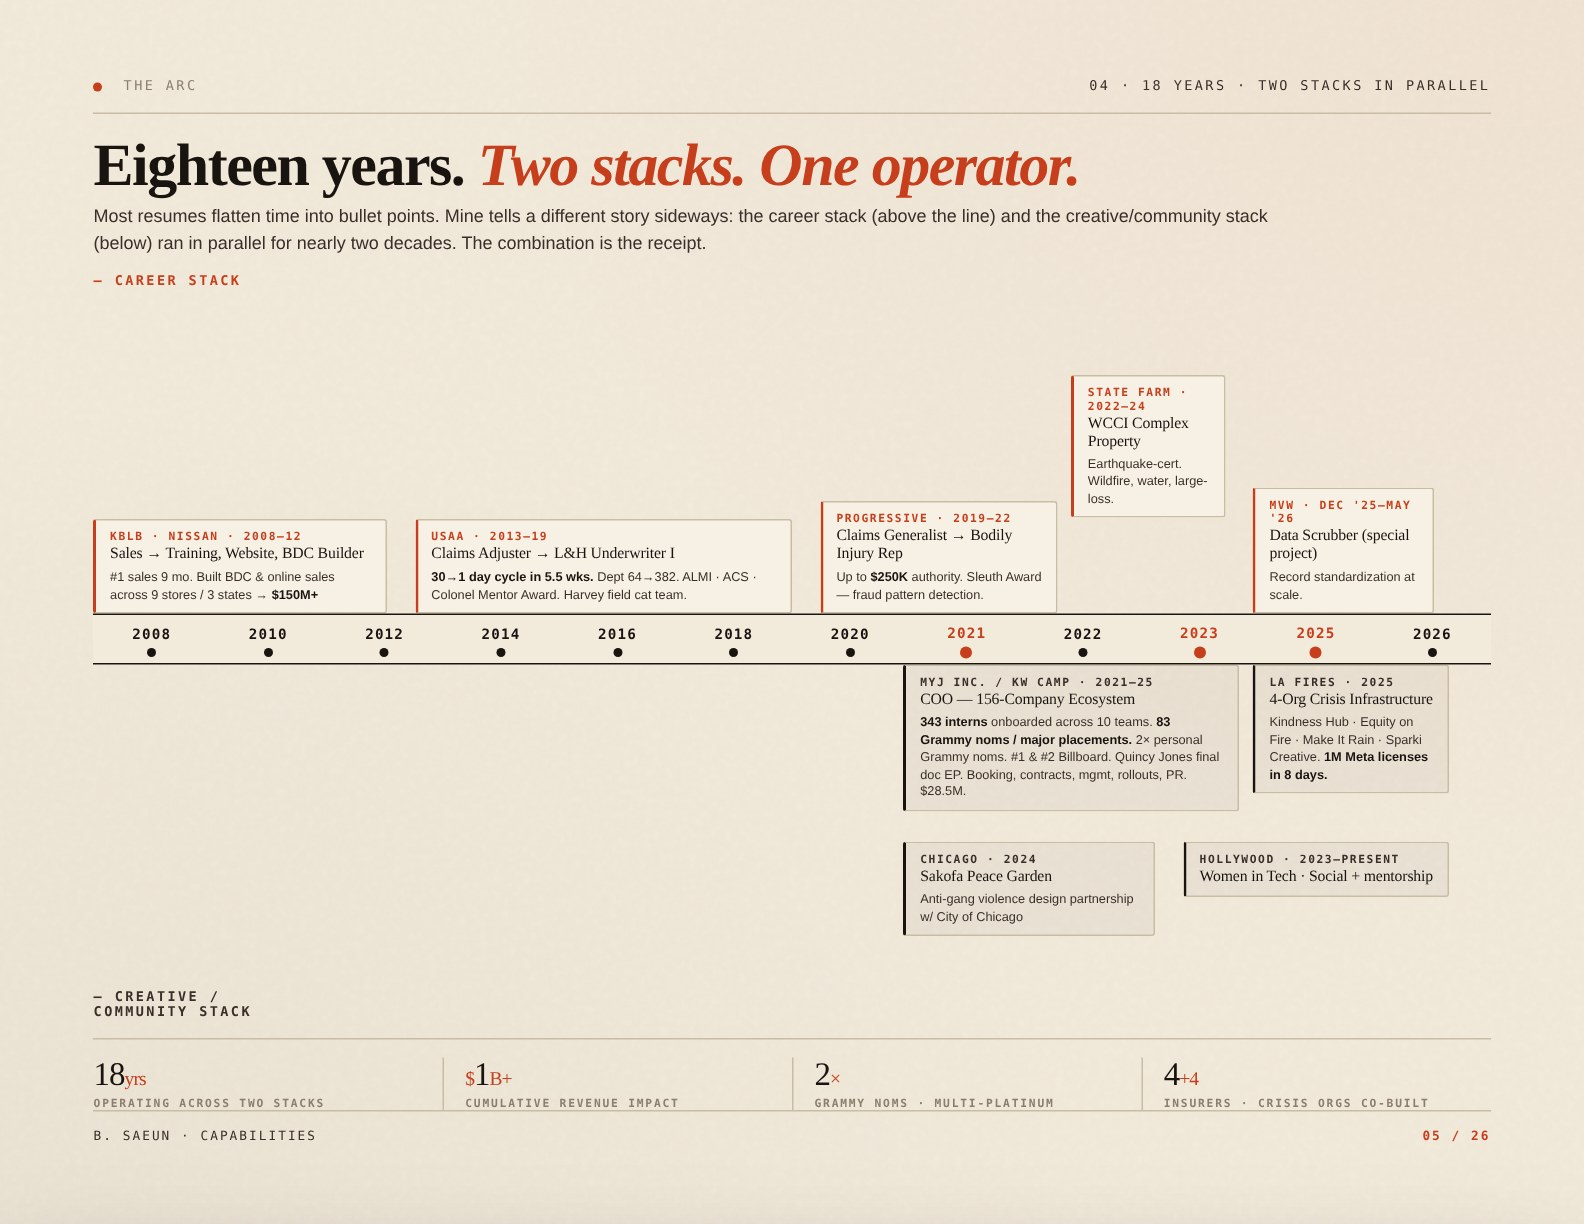 THE ARC
04 · 18 YEARS · TWO STACKS IN PARALLEL
Eighteen years. Two stacks. One operator.
Most resumes flatten time into bullet points. Mine tells a different story sideways: the career stack (above the line) and the creative/community stack
(below) ran in parallel for nearly two decades. The combination is the receipt.
— CAREER STACK
STATE FARM ·
2022–24
WCCI Complex
Property
Earthquake-cert.
Wildfire, water, large-
loss.
KBLB · NISSAN · 2008–12
Sales → Training, Website, BDC Builder
#1 sales 9 mo. Built BDC & online sales
across 9 stores / 3 states → $150M+
USAA · 2013–19
Claims Adjuster → L&H Underwriter I
30→1 day cycle in 5.5 wks. Dept 64→382. ALMI · ACS ·
Colonel Mentor Award. Harvey field cat team.
PROGRESSIVE · 2019–22
Claims Generalist → Bodily
Injury Rep
Up to $250K authority. Sleuth Award
— fraud pattern detection.
MVW · DEC '25–MAY
'26
Data Scrubber (special
project)
Record standardization at
scale.
2008 2010 2012 2014 2016 2018 2020 2021 2022 2023 2025 2026
MYJ INC. / KW CAMP · 2021–25
COO — 156-Company Ecosystem
343 interns onboarded across 10 teams. 83
Grammy noms / major placements. 2× personal
Grammy noms. #1 & #2 Billboard. Quincy Jones final
doc EP. Booking, contracts, mgmt, rollouts, PR.
$28.5M.
LA FIRES · 2025
4-Org Crisis Infrastructure
Kindness Hub · Equity on
Fire · Make It Rain · Sparki
Creative. 1M Meta licenses
in 8 days.
CHICAGO · 2024
Sakofa Peace Garden
Anti-gang violence design partnership
w/ City of Chicago
HOLLYWOOD · 2023–PRESENT
Women in Tech · Social + mentorship
— CREATIVE /
COMMUNITY STACK
18yrs
OPERATING ACROSS TWO STACKS
$1B+
CUMULATIVE REVENUE IMPACT
2×
GRAMMY NOMS · MULTI-PLATINUM
4+4
INSURERS · CRISIS ORGS CO-BUILT
B. SAEUN · CAPABILITIES
05 / 26